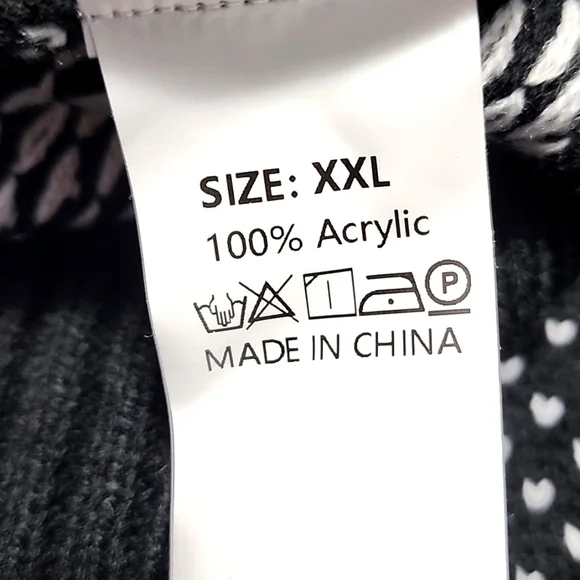 SIZE: XXL
100% Acrylic
P
MADE IN CHINA